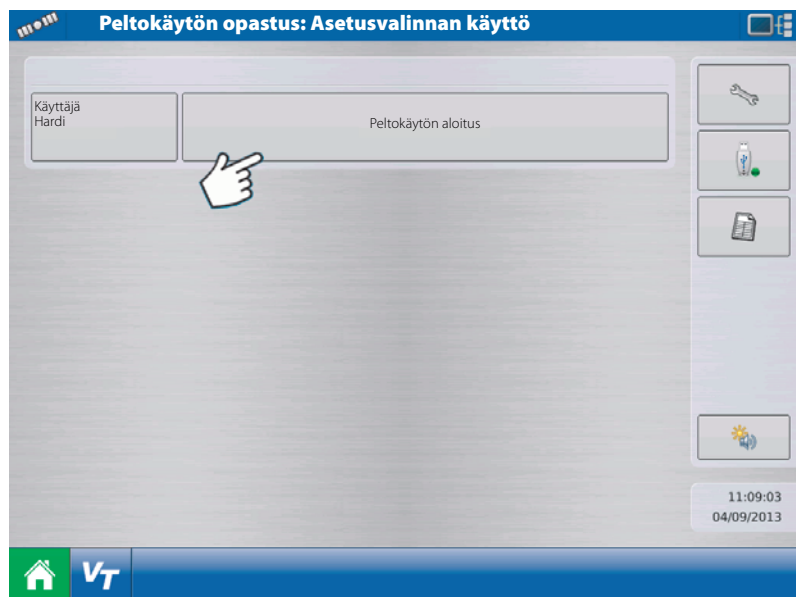 Peltokäytön opastus: Asetusvalinnan käyttö
Käyttäjä
Hardi
Peltokäytön aloitus
11:09:03
04/09/2013
VT